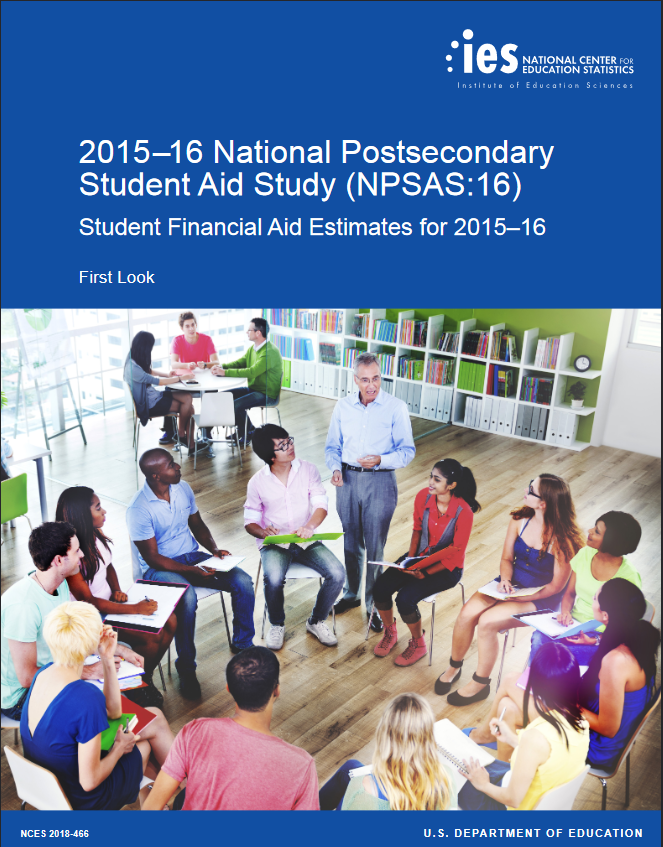 ies NATIONAL CENTER FOR
EDUCATION STATISTICS
Institute of Education Sciences
2015–16 National Postsecondary
Student Aid Study (NPSAS:16)
Student Financial Aid Estimates for 2015–16
First Look
NCES 2018-466
U.S. DEPARTMENT OF EDUCATION